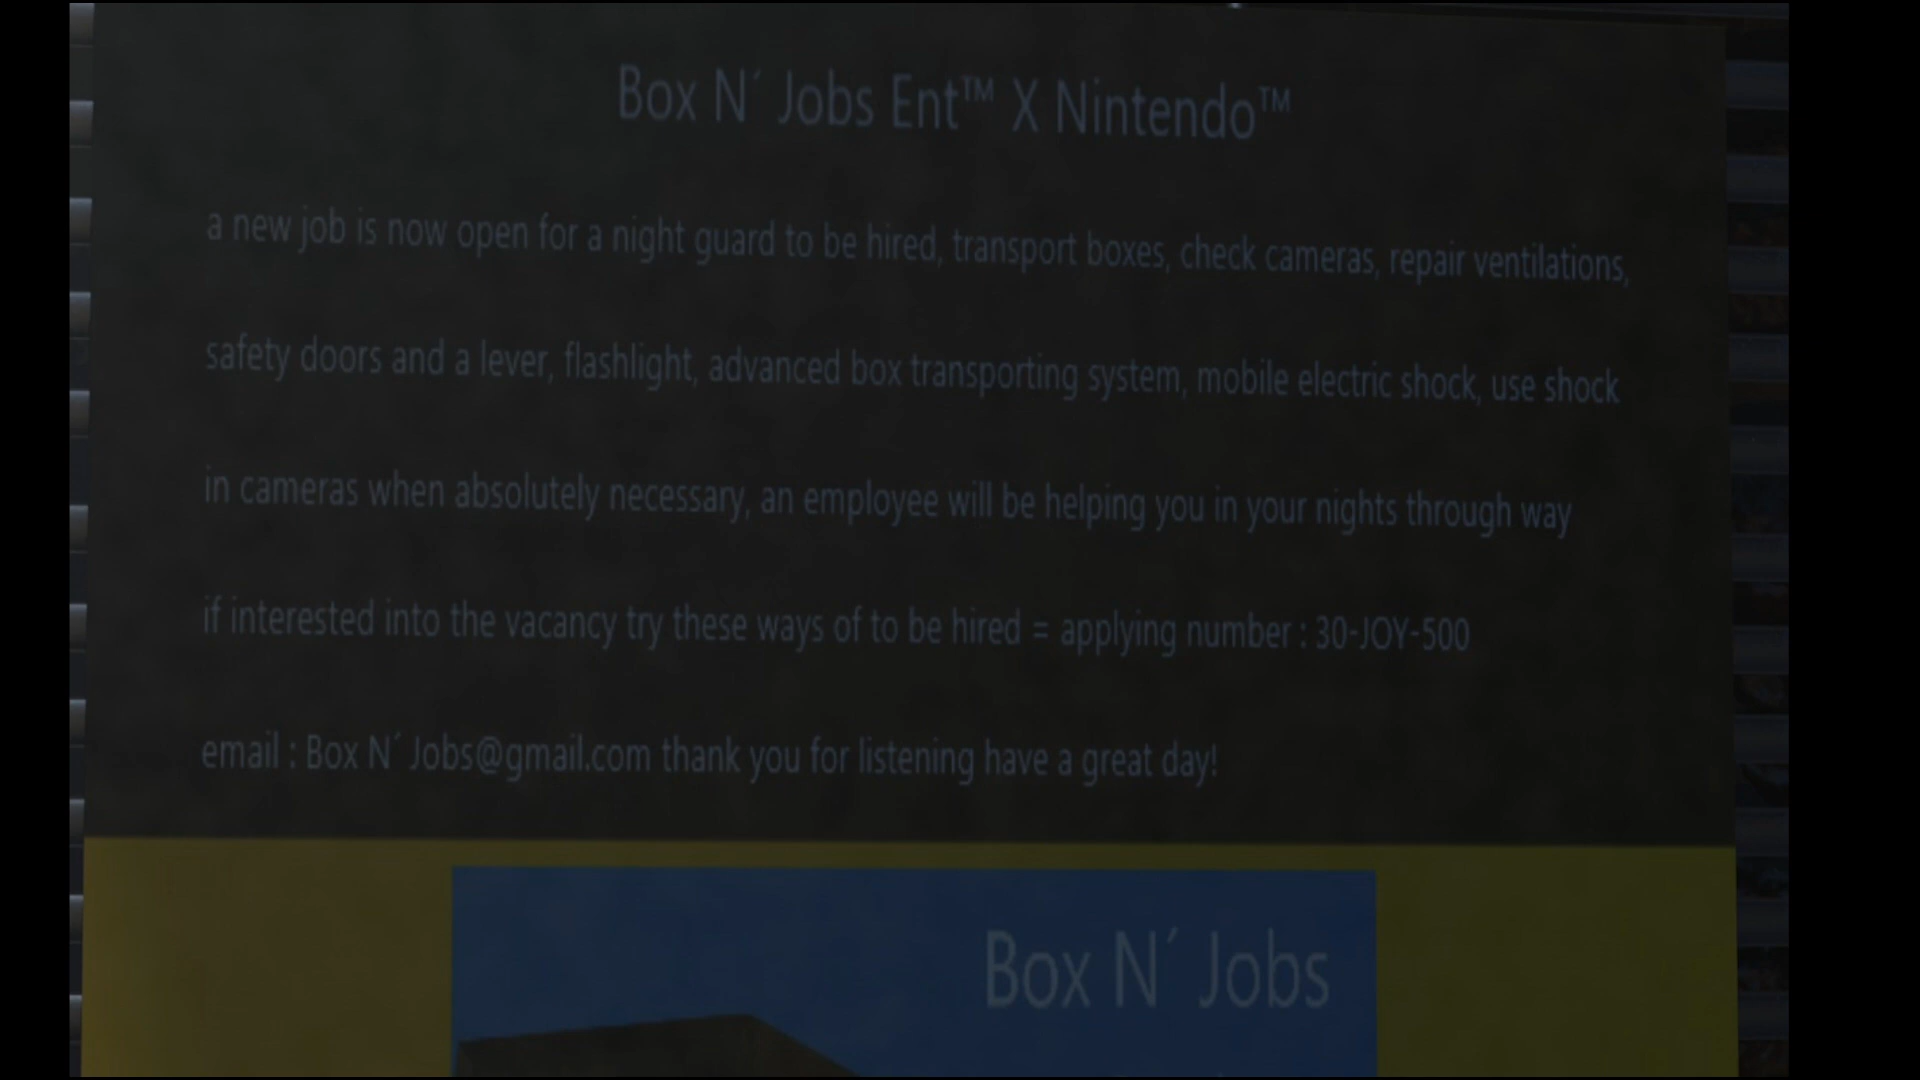 Box N´ Jobs Ent™ X Nintendo™
a new job is now open for a night guard to be hired, transport boxes, check cameras, repair ventilations,
safety doors and a lever, flashlight, advanced box transporting system, mobile electric shock, use shock
in cameras when absolutely necessary, an employee will be helping you in your nights through way
if interested into the vacancy try these ways of to be hired = applying number : 30-JOY-500
email : Box N´ Jobs@gmail.com thank you for listening have a great day!
Box N´ Jobs